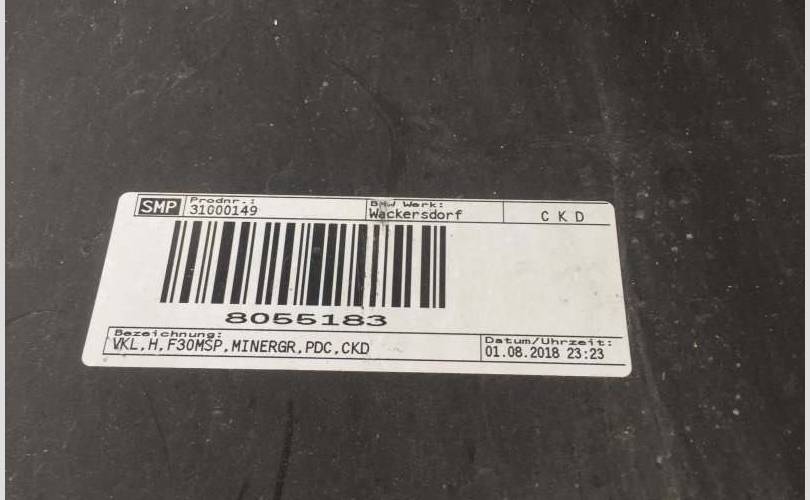 SMP Prodnr.: BMW Werk:
31000149 Wackersdorf CKD
8055183
Bezeichnung: Datum/Uhrzeit:
VKL,H,F30MSP,MINERGR,PDC,CKD 01.08.2018 23:23